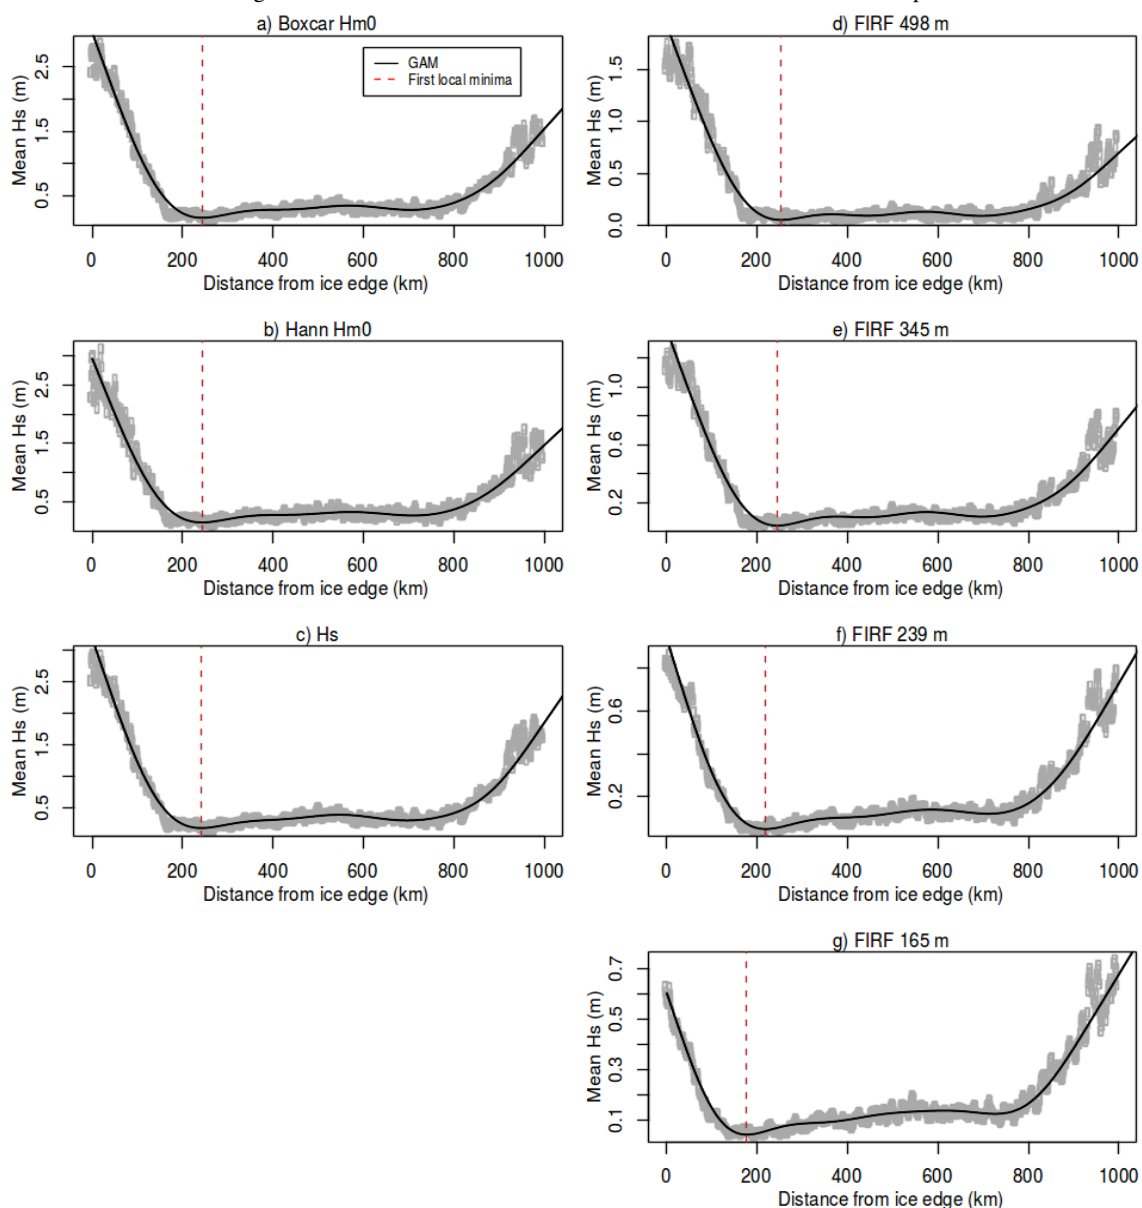 a) Boxcar Hm0
Mean Hs (m)
0.5 1.5 2.5
GAM
First local minima
0 200 400 600 800 1000
Distance from ice edge (km)
d) FIRF 498 m
Mean Hs (m)
0.0 0.5 1.0 1.5
0 200 400 600 800 1000
Distance from ice edge (km)
b) Hann Hm0
Mean Hs (m)
0.5 1.5 2.5
0 200 400 600 800 1000
Distance from ice edge (km)
e) FIRF 345 m
Mean Hs (m)
0.2 0.6 1.0
0 200 400 600 800 1000
Distance from ice edge (km)
c) Hs
Mean Hs (m)
0.5 1.5 2.5
0 200 400 600 800 1000
Distance from ice edge (km)
f) FIRF 239 m
Mean Hs (m)
0.2 0.6
0 200 400 600 800 1000
Distance from ice edge (km)
g) FIRF 165 m
Mean Hs (m)
0.1 0.3 0.5 0.7
0 200 400 600 800 1000
Distance from ice edge (km)